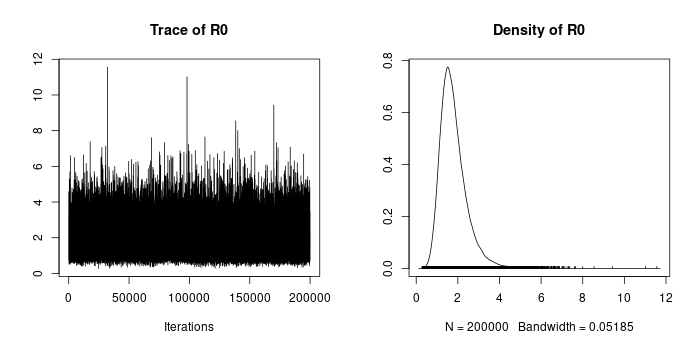 Trace of R0
12
10
8
6
4
2
0
0 50000 100000 150000 200000
Iterations
Density of R0
0.8
0.6
0.4
0.2
0.0
0 2 4 6 8 10 12
N = 200000 Bandwidth = 0.05185